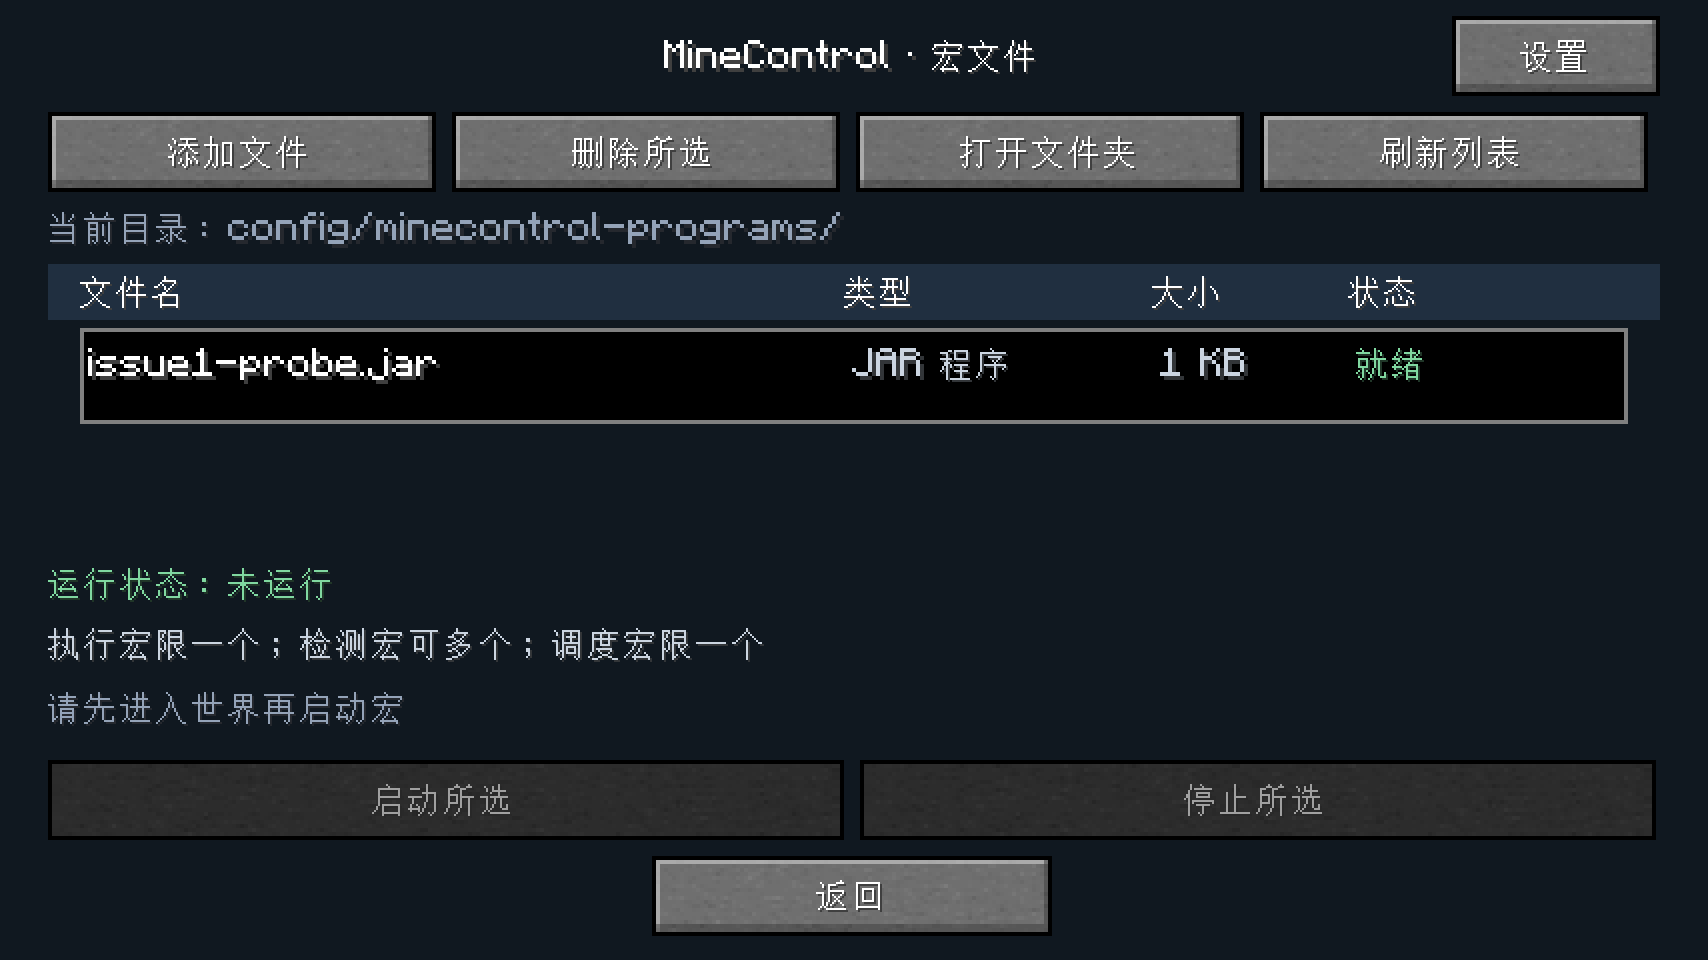 MineControl · 宏文件
设置
添加文件 删除所选 打开文件夹 刷新列表
当前目录：config/minecontrol-programs/
文件名 类型 大小 状态
issue1-probe.jar JAR 程序 1 KB 就绪
运行状态：未运行
执行宏限一个；检测宏可多个；调度宏限一个
请先进入世界再启动宏
启动所选 停止所选
返回